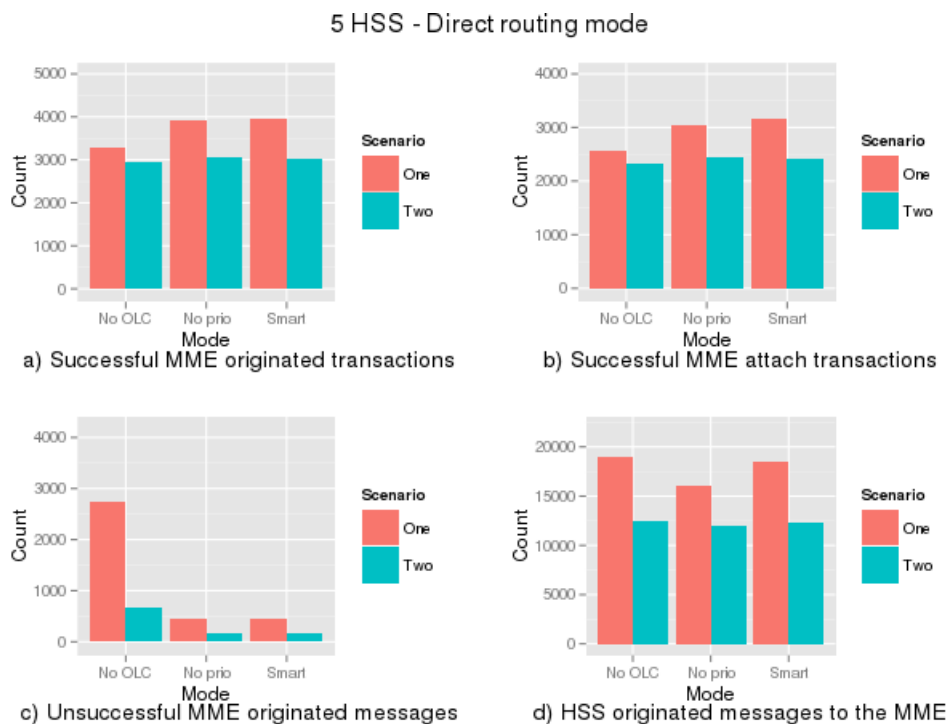 5 HSS - Direct routing mode
5000
4000
3000
2000
1000
0
Count
No OLC
No prio
Smart
Mode
Scenario
One
Two
a) Successful MME originated transactions
4000
3000
2000
1000
0
Count
No OLC
No prio
Smart
Mode
Scenario
One
Two
b) Successful MME attach transactions
4000
3000
2000
1000
0
Count
No OLC
No prio
Smart
Mode
Scenario
One
Two
c) Unsuccessful MME originated messages
20000
15000
10000
5000
0
Count
No OLC
No prio
Smart
Mode
Scenario
One
Two
d) HSS originated messages to the MME